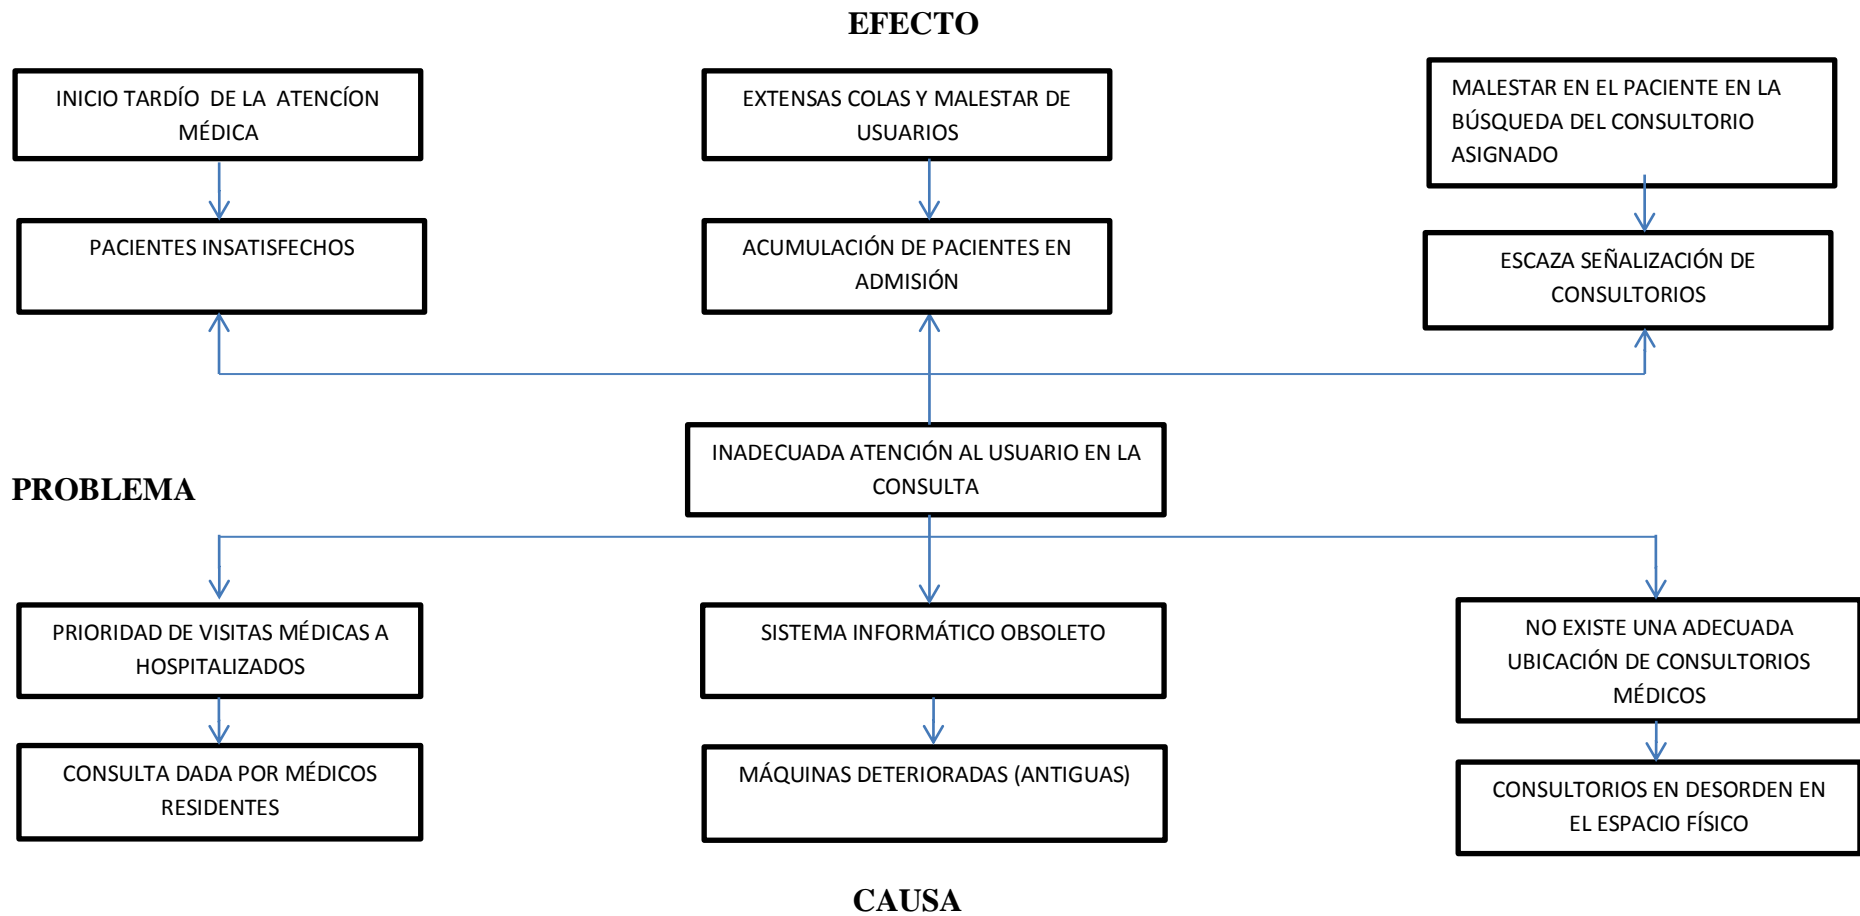 EFECTO
INICIO TARDÍO DE LA ATENCÍON
MÉDICA
EXTENSAS COLAS Y MALESTAR DE
USUARIOS
MALESTAR EN EL PACIENTE EN LA
BÚSQUEDA DEL CONSULTORIO
ASIGNADO
PACIENTES INSATISFECHOS
ACUMULACIÓN DE PACIENTES EN
ADMISIÓN
ESCAZA SEÑALIZACIÓN DE
CONSULTORIOS
INADECUADA ATENCIÓN AL USUARIO EN LA
CONSULTA
PROBLEMA
PRIORIDAD DE VISITAS MÉDICAS A
HOSPITALIZADOS
SISTEMA INFORMÁTICO OBSOLETO
NO EXISTE UNA ADECUADA
UBICACIÓN DE CONSULTORIOS
MÉDICOS
CONSULTA DADA POR MÉDICOS
RESIDENTES
MÁQUINAS DETERIORADAS (ANTIGUAS)
CONSULTORIOS EN DESORDEN EN
EL ESPACIO FÍSICO
CAUSA